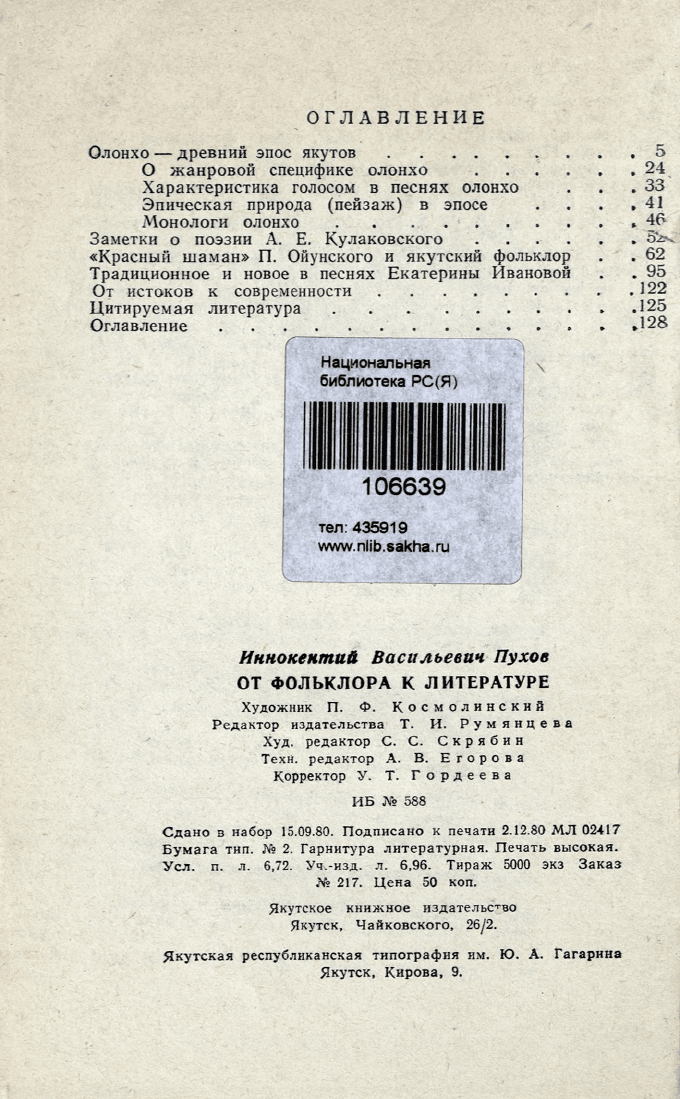 ОГЛАВЛЕНИЕ
Олонхо — древний эпос якутов . . . . . . . . 5
О жанровой специфике олонхо . . . . . . 24
Характеристика голосом в песнях олонхо . . . 33
Эпическая природа (пейзаж) в эпосе . . . . 41
Монологи олонхо . . . . . . . . . 46
Заметки о поэзии А. Е. Кулаковского . . . . . . 52
«Красный шаман» П. Ойунского и якутский фольклор . . 62
Традиционное и новое в песнях Екатерины Ивановой . . 95
От истоков к современности . . . . . . . . . 122
Цитируемая литература . . . . . . . . . . 125
Оглавление . . . . . . . . . . . . . 128
Национальная
библиотека РС(Я)
106639
тел: 435919
www.nlib.sakha.ru
Иннокентий Васильевич Пухов
ОТ ФОЛЬКЛОРА К ЛИТЕРАТУРЕ
Художник П. Ф. Космолинский
Редактор издательства Т. И. Румянцева
Худ. редактор С. С. Скрябин
Техн. редактор А. В. Егорова
Корректор У. Т. Гордеева
ИБ № 588
Сдано в набор 15.09.80. Подписано к печати 2.12.80 МЛ 02417
Бумага тип. № 2. Гарнитура литературная. Печать высокая.
Усл. п. л. 6,72. Уч.-изд. л. 6,96. Тираж 5000 экз Заказ
№ 217. Цена 50 коп.
Якутское книжное издательство
Якутск, Чайковского, 26/2.
Якутская республиканская типография им. Ю. А. Гагарина
Якутск, Кирова, 9.